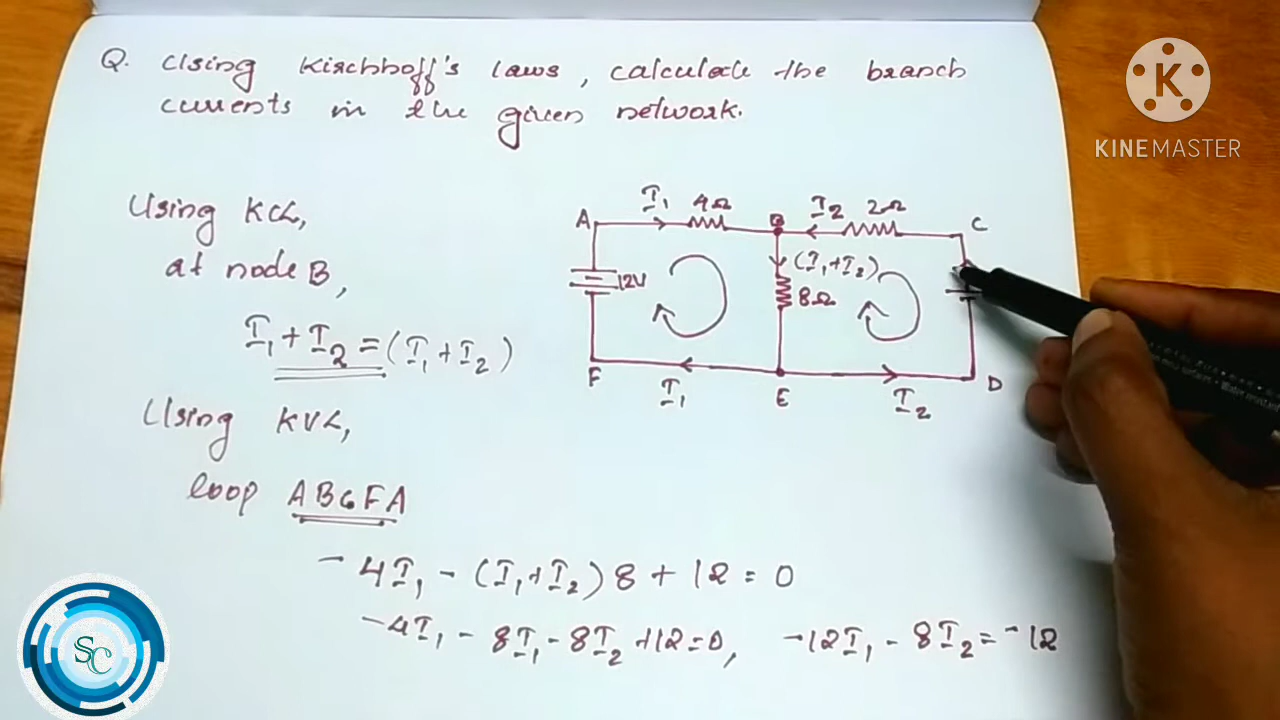 Q. Using Kirchhoff's laws, calculate the branch
currents in the given network.
KINEMASTER
Using KCL,
at node B,
I₁ + I₂ = (I₁+I₂)
Using KVL,
loop ABEFA
- 4I₁ - (I₁+I₂) 8 + 12 = 0
-4I₁ - 8I₁ - 8I₂ +12=0, -12I₁ - 8I₂ = -12
A I₁ 4Ω B I₂ 2Ω C
12V (I₁+I₂)
8Ω
F I₁ E I₂ D
SC